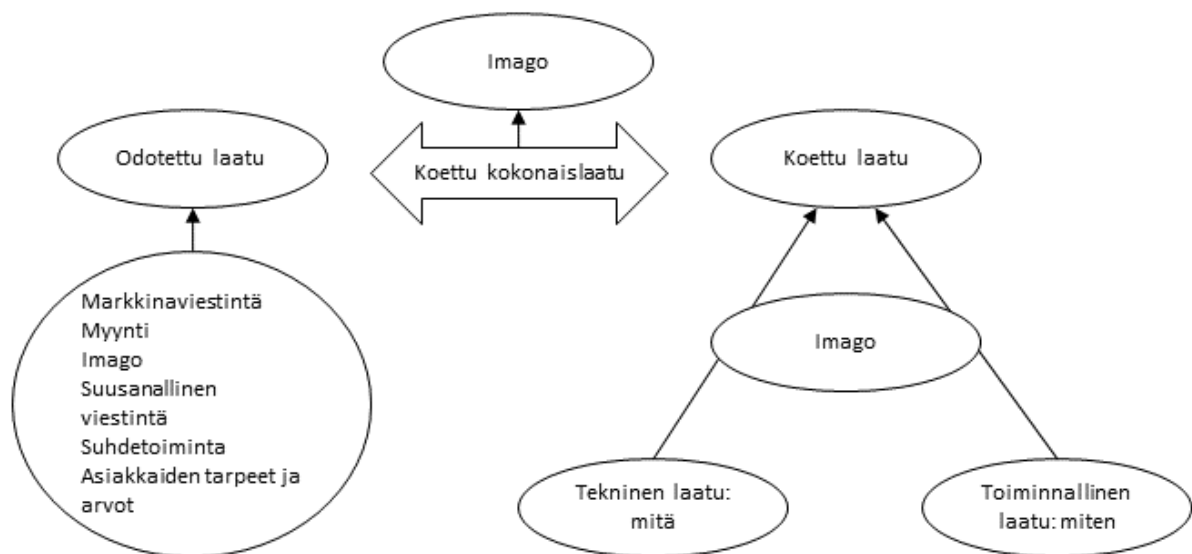 Imago
Odotettu laatu
Koettu kokonaislaatu
Koettu laatu
Markkinaviestintä
Myynti
Imago
Suusanallinen
viestintä
Suhdetoiminta
Asiakkaiden tarpeet ja
arvot
Imago
Tekninen laatu:
mitä
Toiminnallinen
laatu: miten